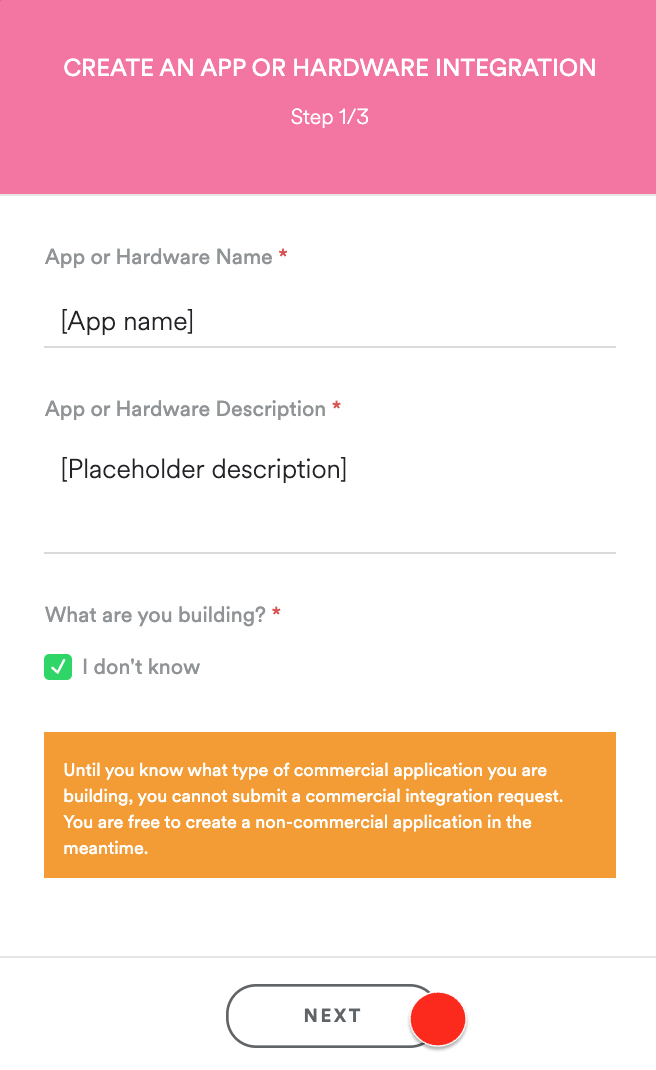 CREATE AN APP OR HARDWARE INTEGRATION
Step 1/3
App or Hardware Name *
[App name]
App or Hardware Description *
[Placeholder description]
What are you building? *
I don't know
Until you know what type of commercial application you are
building, you cannot submit a commercial integration request.
You are free to create a non-commercial application in the
meantime.
NEXT